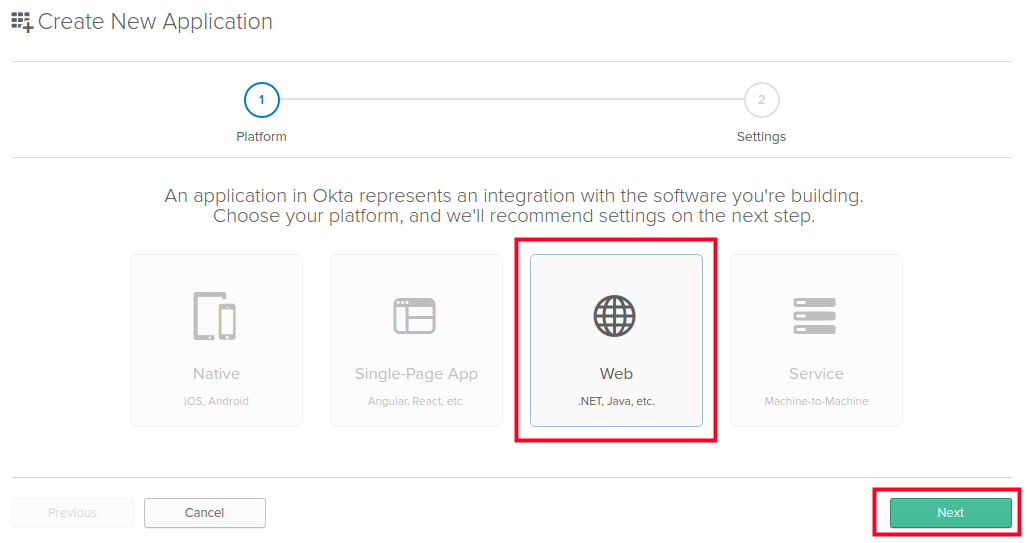 Create New Application
1
2
Platform
Settings
An application in Okta represents an integration with the software you're building.
Choose your platform, and we'll recommend settings on the next step.
Native
iOS, Android
Single-Page App
Angular, React, etc.
Web
.NET, Java, etc.
Service
Machine-to-Machine
Previous
Cancel
Next